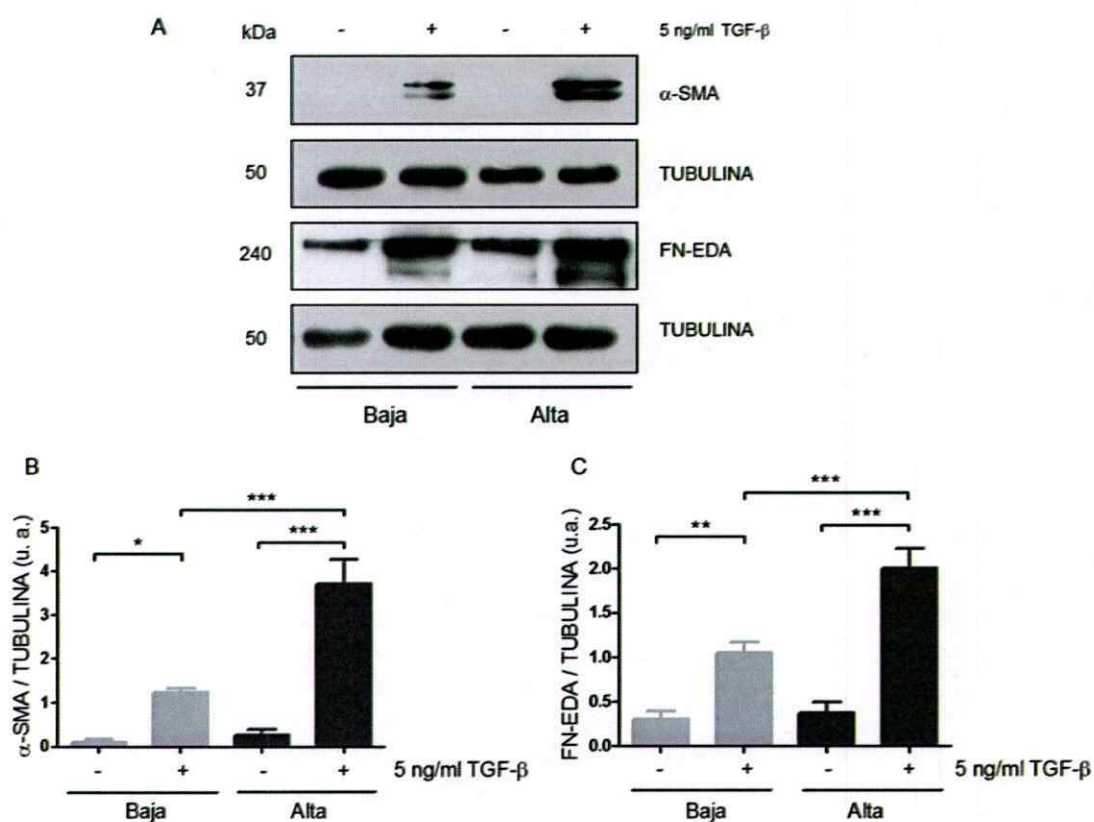 A
kDa - + - + 5 ng/ml TGF-β
37 α-SMA
50 TUBULINA
240 FN-EDA
50 TUBULINA
Baja Alta
B
α-SMA / TUBULINA (u. a.)
5
4
3
2
1
0
* *** ***
- + - + 5 ng/ml TGF-β
Baja Alta
C
FN-EDA / TUBULINA (u.a.)
2.5
2.0
1.5
1.0
0.5
0.0
** *** ***
- + - + 5 ng/ml TGF-β
Baja Alta